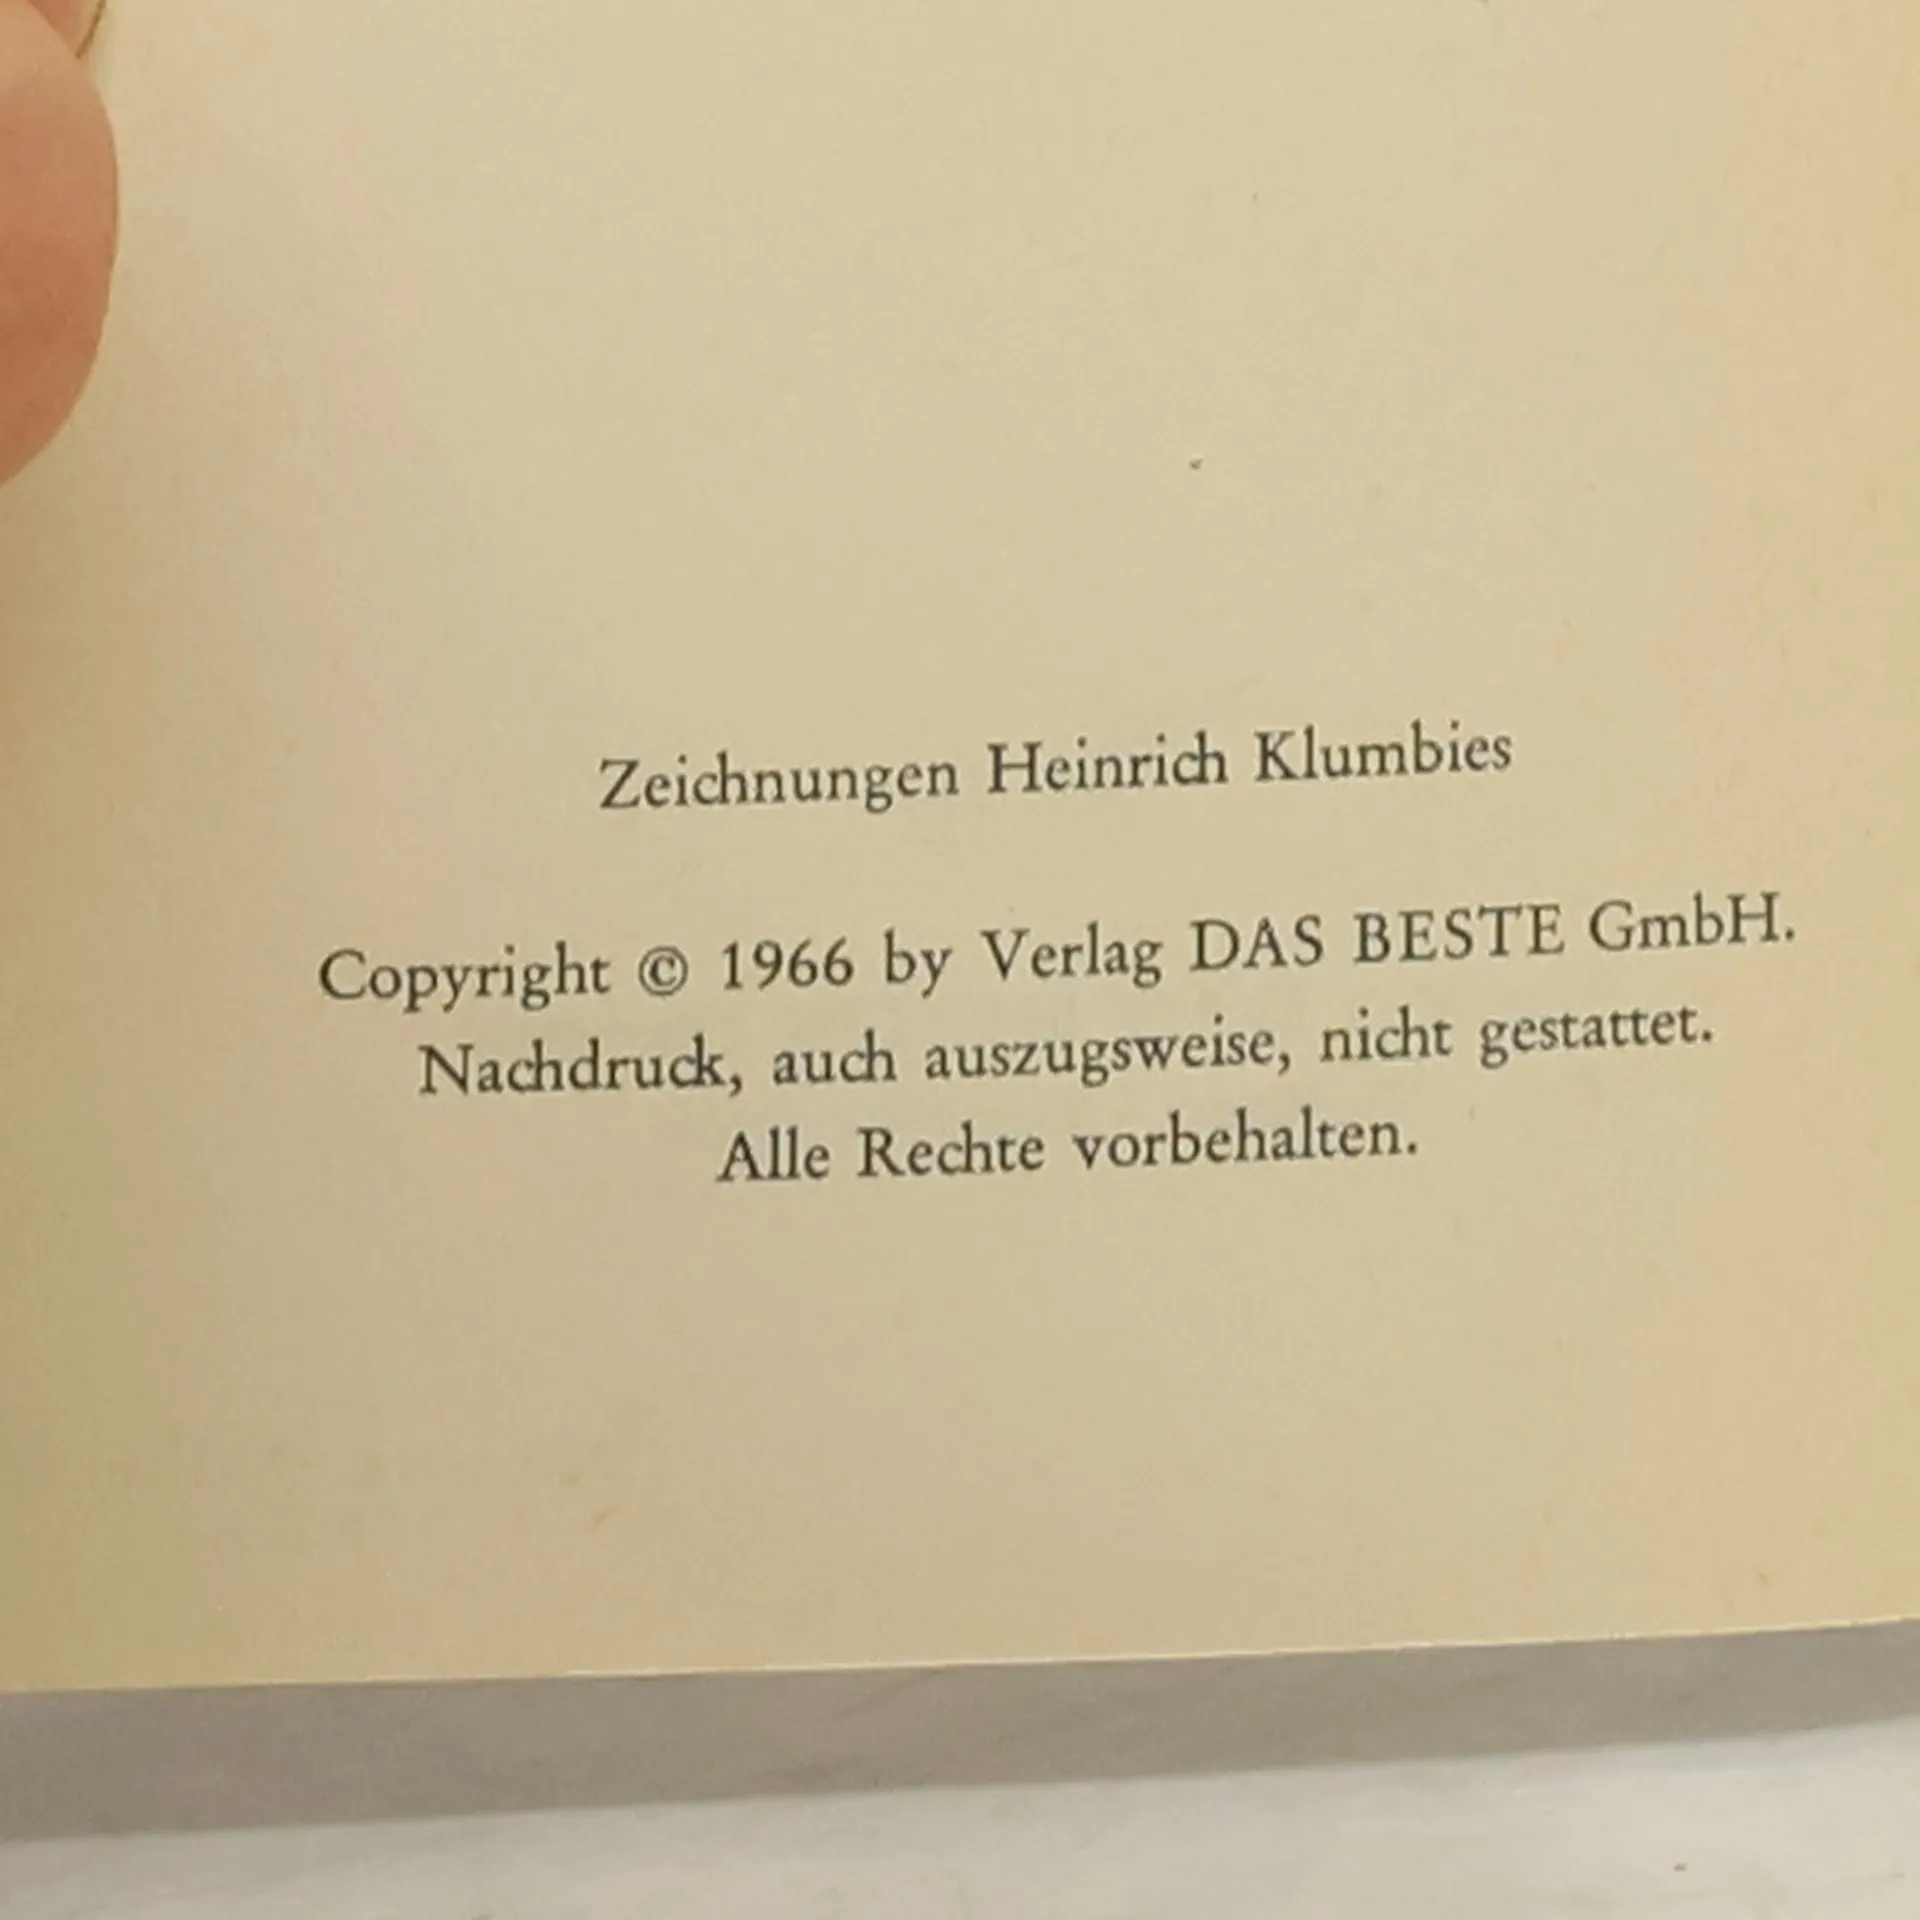 Zeichnungen Heinrich Klumbies
Copyright © 1966 by Verlag DAS BESTE GmbH.
Nachdruck, auch auszugsweise, nicht gestattet.
Alle Rechte vorbehalten.